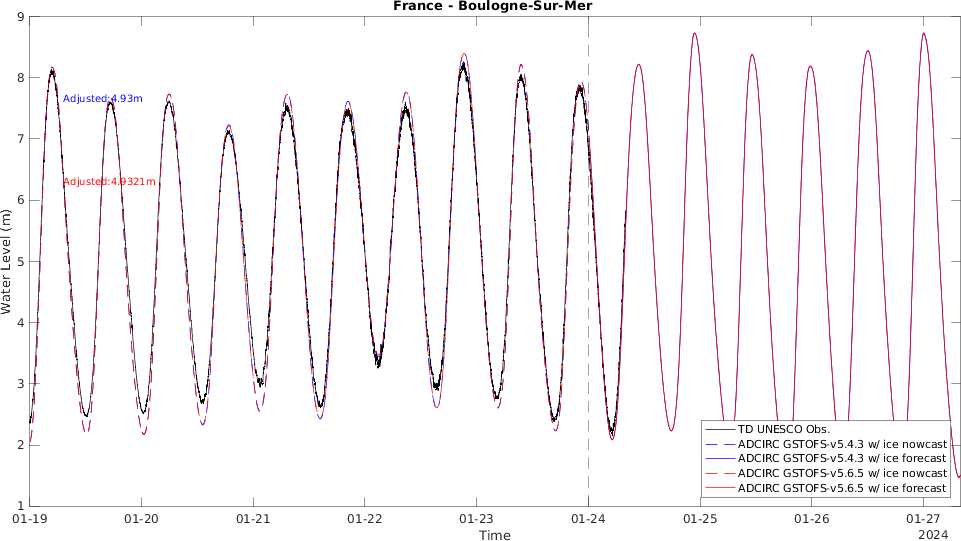 France - Boulogne-Sur-Mer
9
8
Adjusted:4.93m
7
Adjusted:4.9321m
6
Water Level (m)
5
4
3
2
1
TD UNESCO Obs.
ADCIRC GSTOFS-v5.4.3 w/ ice nowcast
ADCIRC GSTOFS-v5.4.3 w/ ice forecast
ADCIRC GSTOFS-v5.6.5 w/ ice nowcast
ADCIRC GSTOFS-v5.6.5 w/ ice forecast
01-19 01-20 01-21 01-22 01-23 01-24 01-25 01-26 01-27
Time
2024